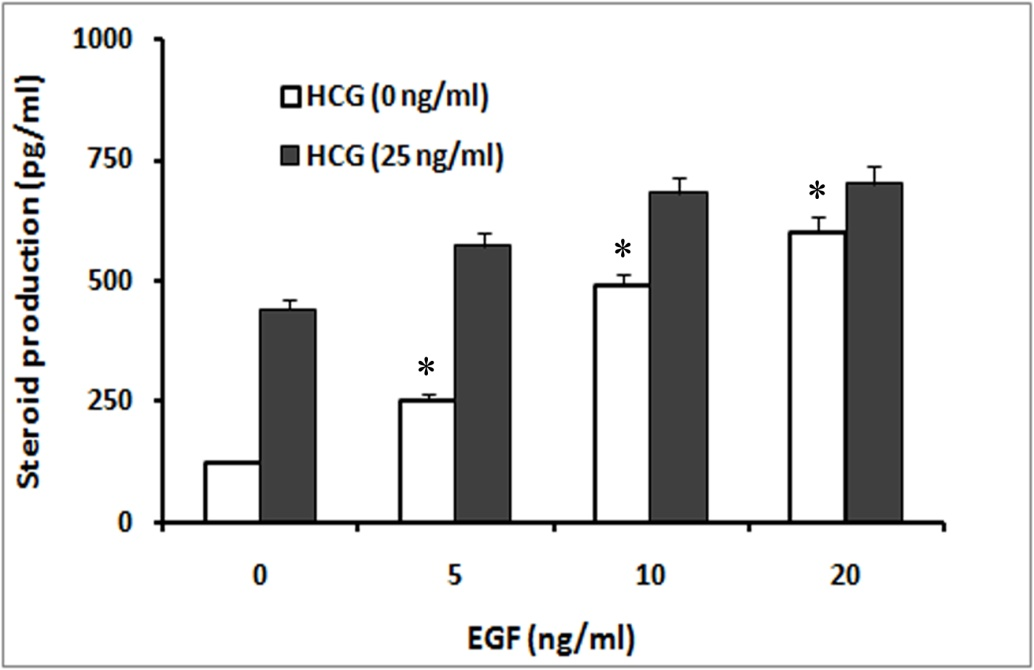 Steroid production (pg/ml)
1000
750
500
250
0
HCG (0 ng/ml)
HCG (25 ng/ml)
*
*
*
0 5 10 20
EGF (ng/ml)